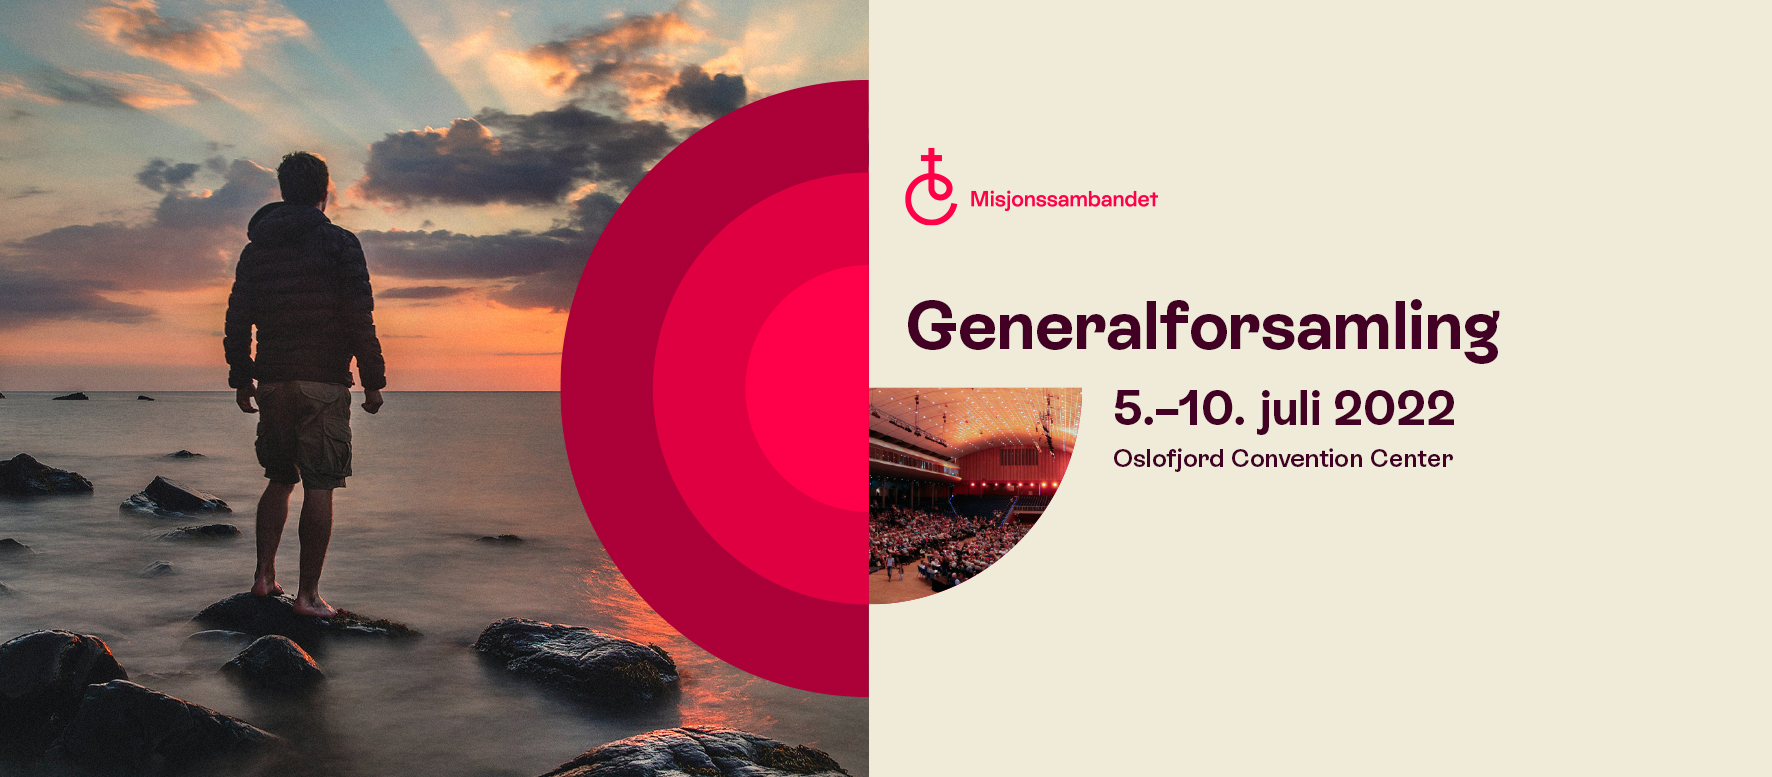 Misjonssambandet
Generalforsamling
5.–10. juli 2022
Oslofjord Convention Center